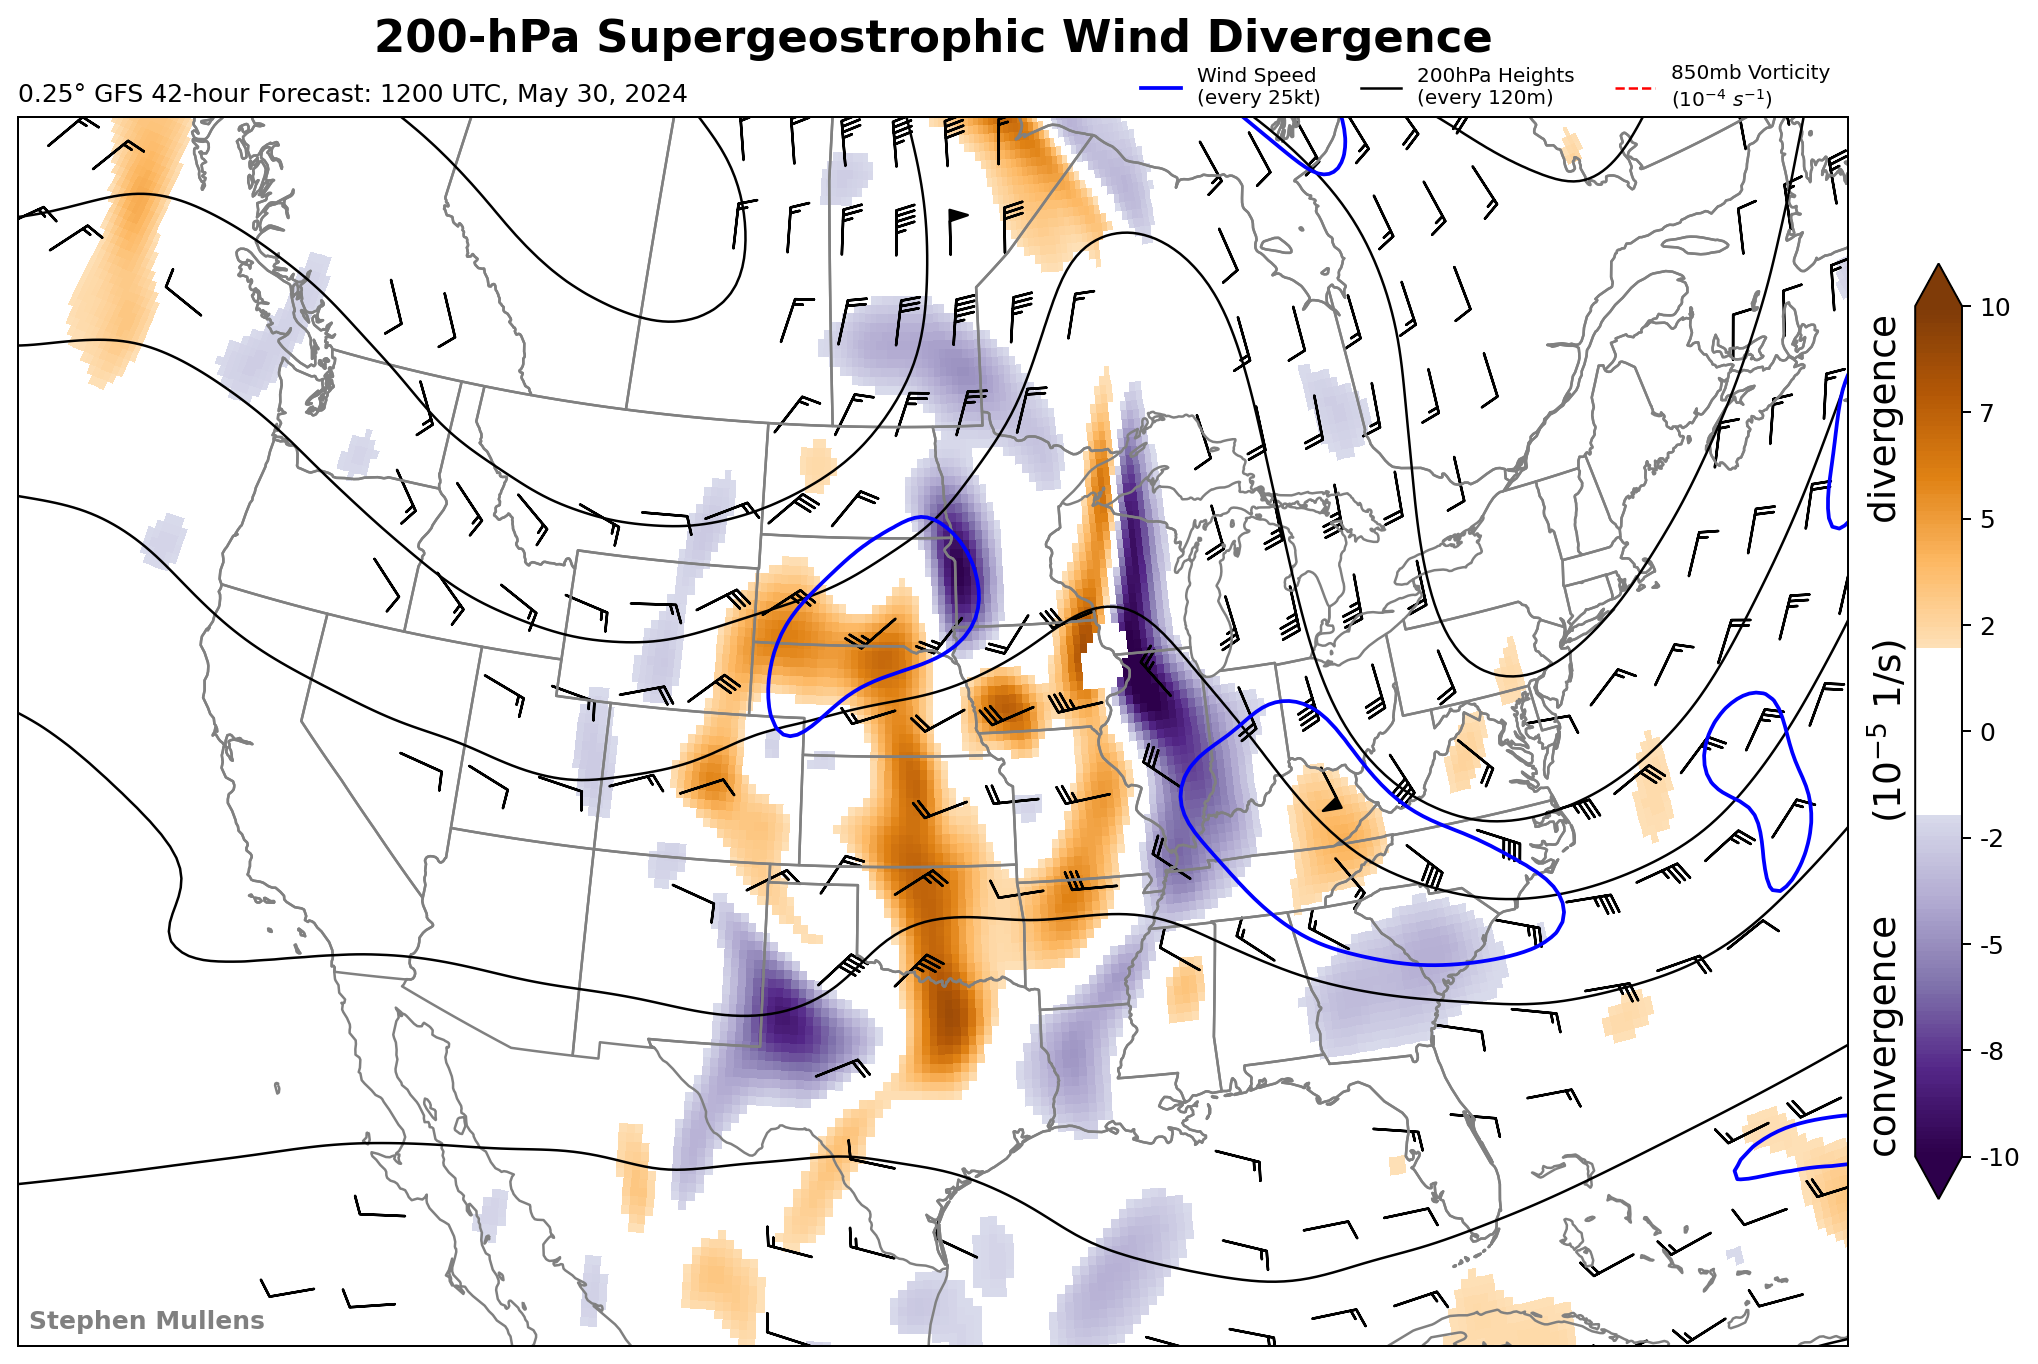 200-hPa Supergeostrophic Wind Divergence
0.25° GFS 42-hour Forecast: 1200 UTC, May 30, 2024
Wind Speed
(every 25kt)
200hPa Heights
(every 120m)
850mb Vorticity
(10⁻⁴ s⁻¹)
10
7
5
2
0
-2
-5
-8
-10
convergence (10⁻⁵ 1/s) divergence
Stephen Mullens